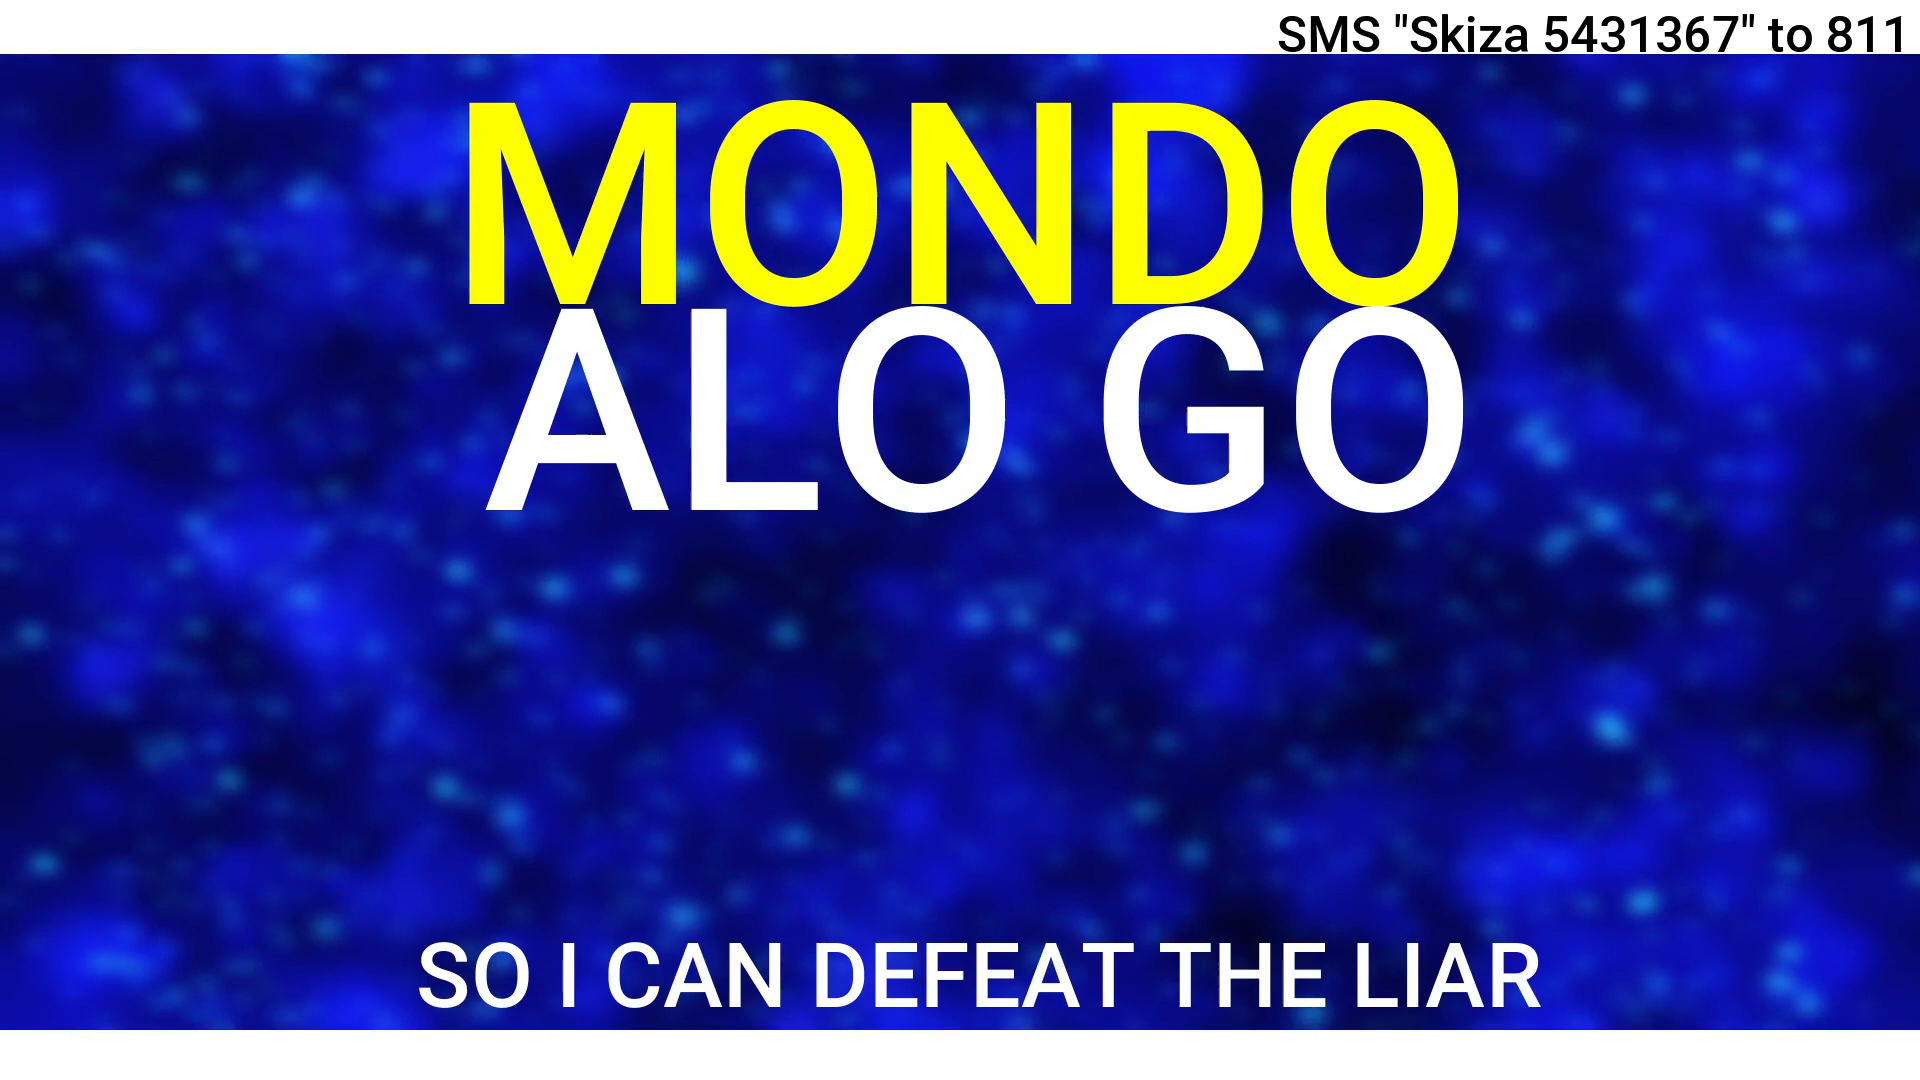 SMS "Skiza 5431367" to 811
MONDO
ALO GO
SO I CAN DEFEAT THE LIAR